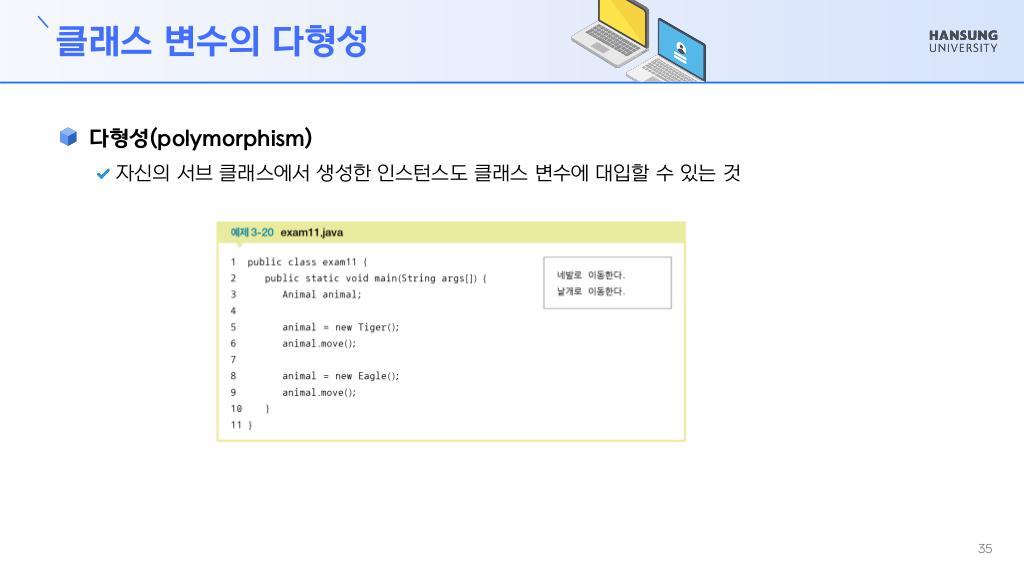 클래스 변수의 다형성
HANSUNG
UNIVERSITY
다형성(polymorphism)
자신의 서브 클래스에서 생성한 인스턴스도 클래스 변수에 대입할 수 있는 것
예제 3-20 exam11.java
1 public class exam11 {
2 public static void main(String args[]) {
3 Animal animal;
4
5 animal = new Tiger();
6 animal.move();
7
8 animal = new Eagle();
9 animal.move();
10 }
11 }
네발로 이동한다.
날개로 이동한다.
35